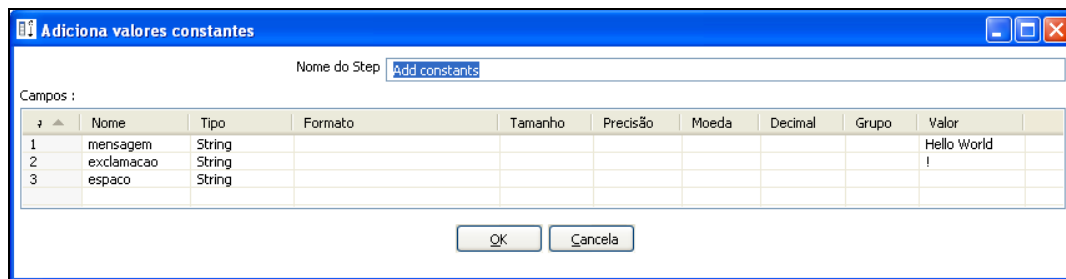 Adiciona valores constantes
Nome do Step Add constants
Campos :
Nome Tipo Formato Tamanho Precisão Moeda Decimal Grupo Valor
1 mensagem String Hello World
2 exclamacao String !
3 espaco String
OK Cancela